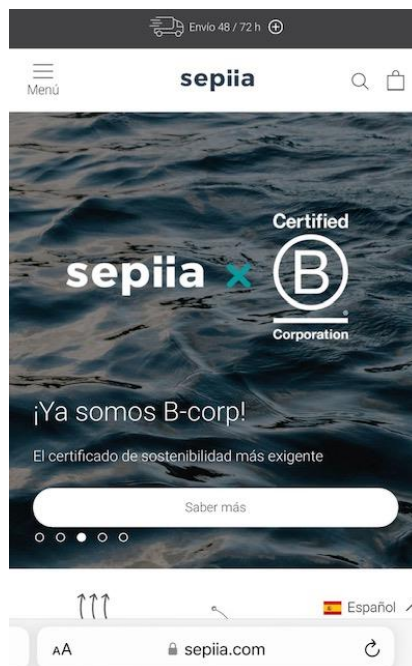 Envío 48 / 72 h
Menú
sepiia
Certified
sepiia x B
Corporation
¡Ya somos B-corp!
El certificado de sostenibilidad más exigente
Saber más
Español
AA
sepiia.com